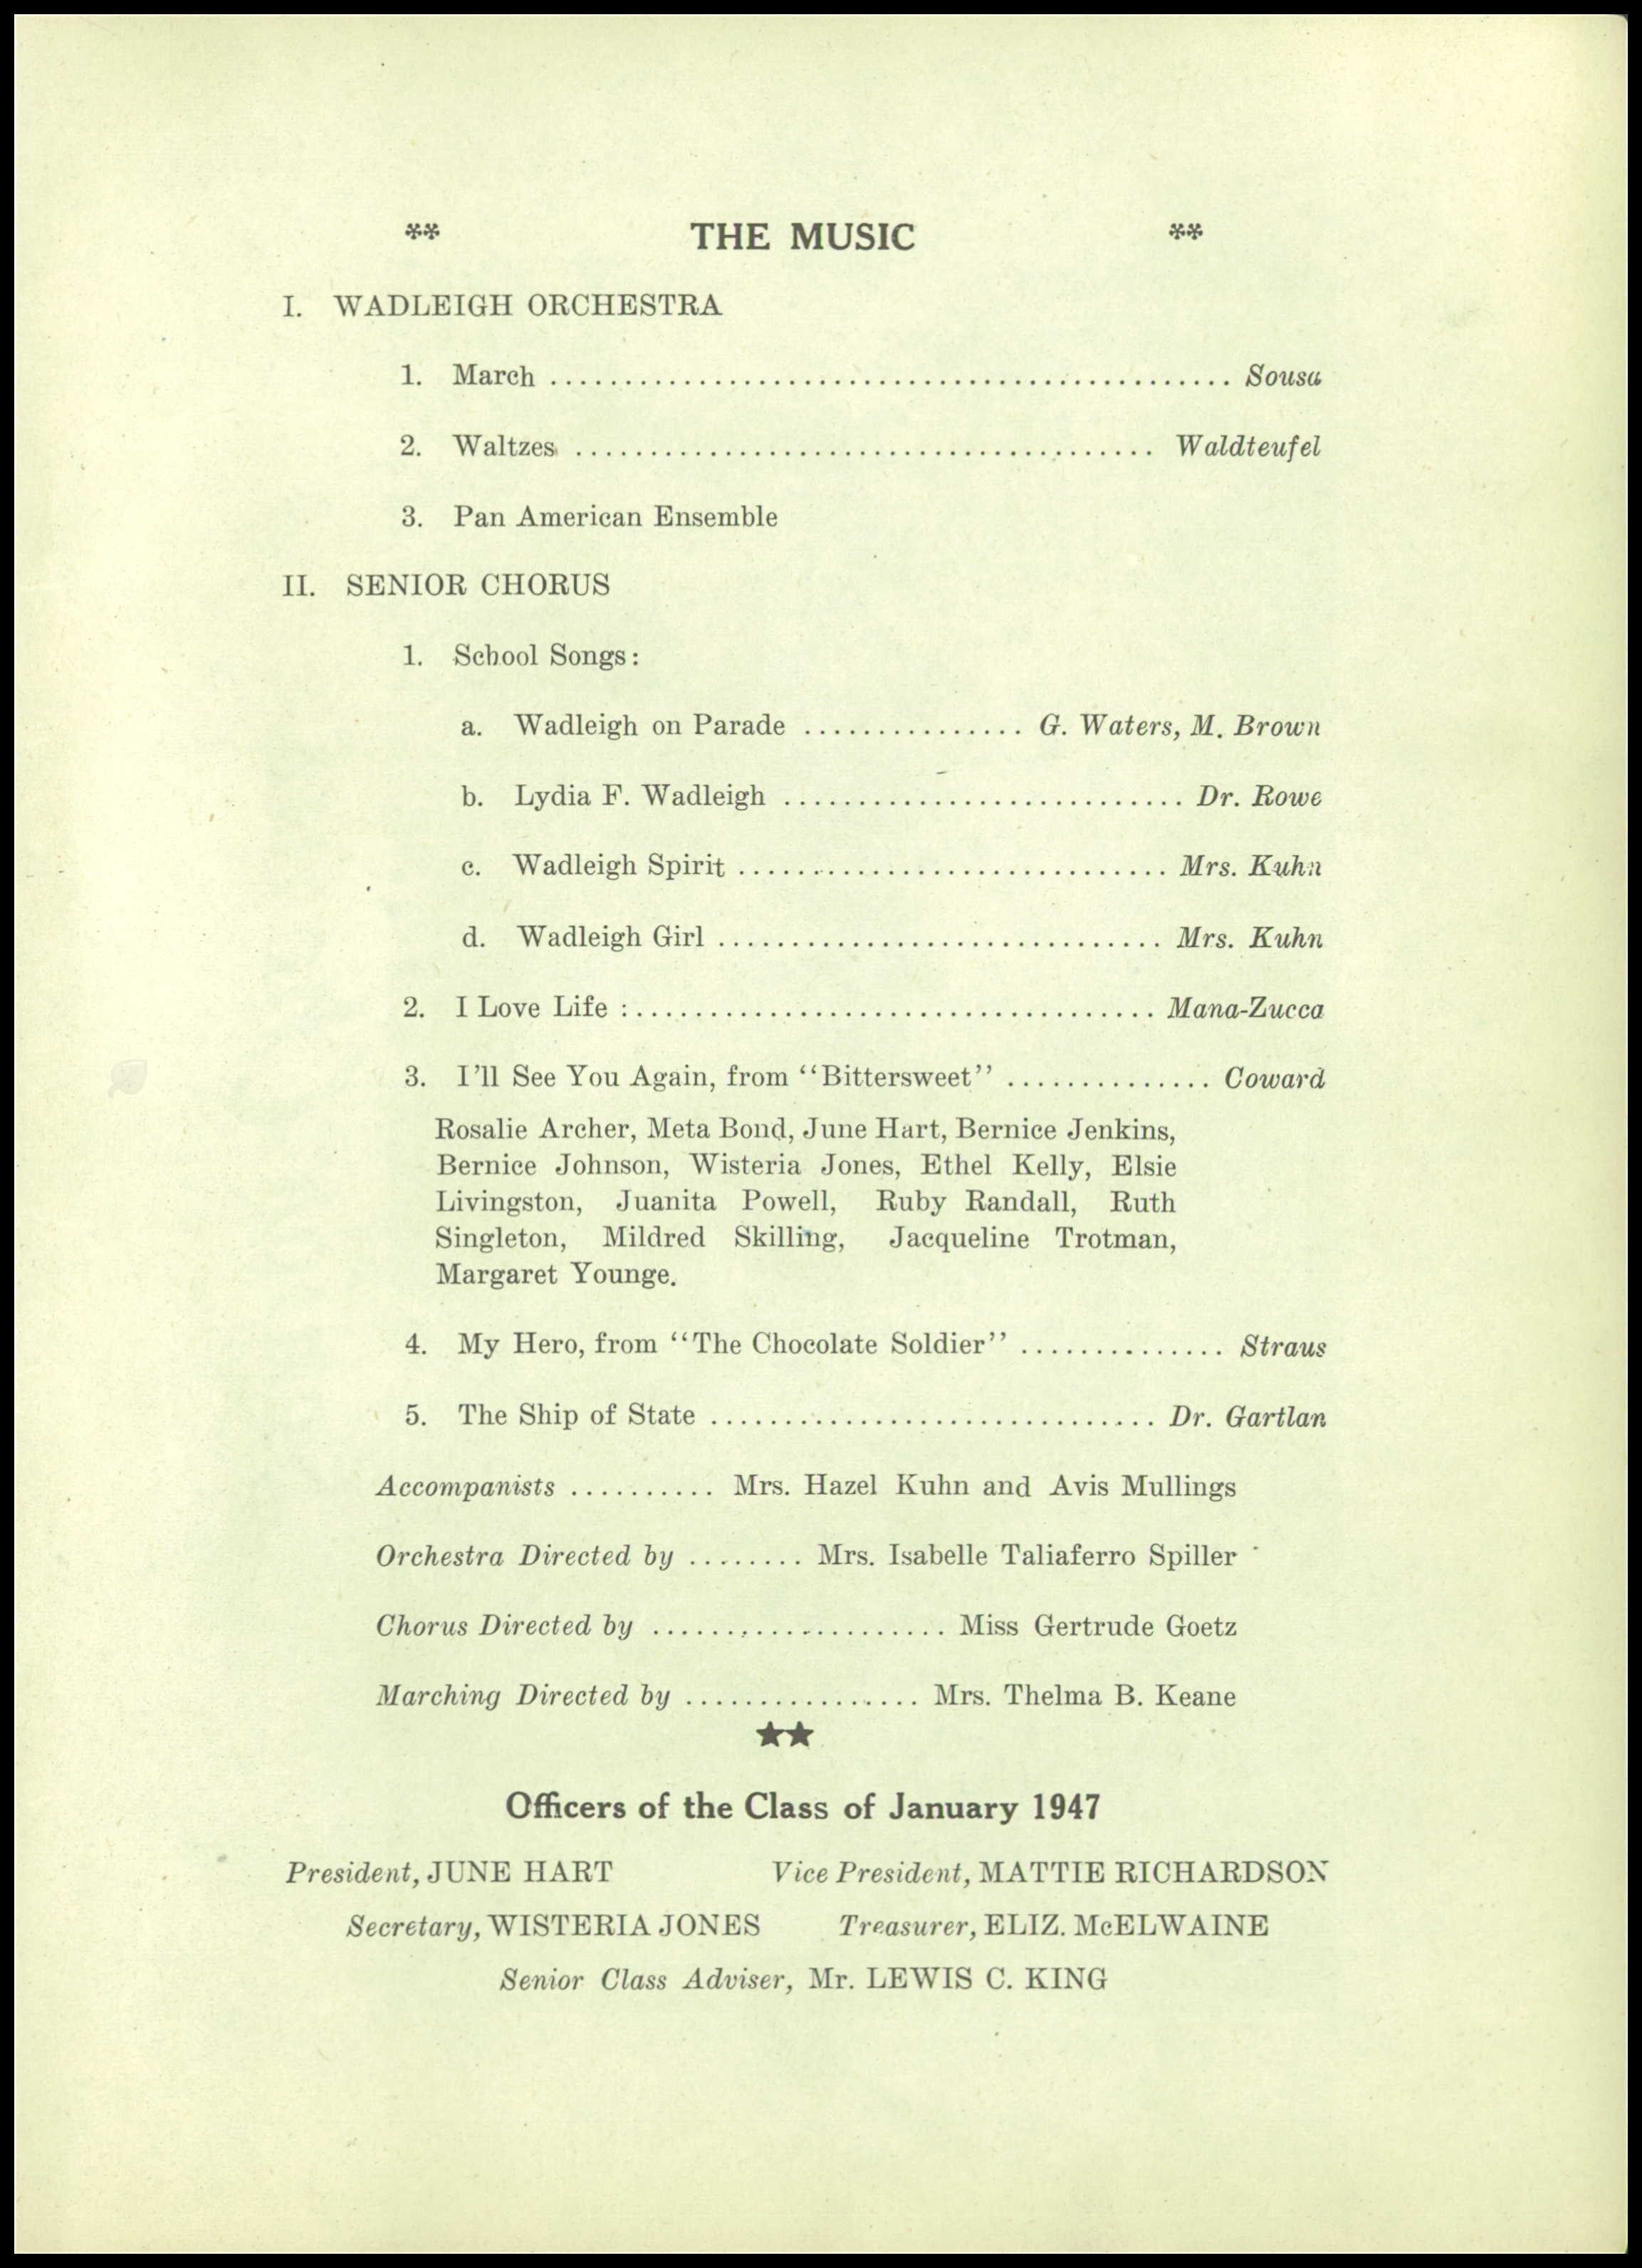 ** THE MUSIC **
I. WADLEIGH ORCHESTRA
1. March .............................................. Sousa
2. Waltzes ....................................... Waldteufel
3. Pan American Ensemble
II. SENIOR CHORUS
1. School Songs:
a. Wadleigh on Parade ............... G. Waters, M. Brown
b. Lydia F. Wadleigh ........................... Dr. Rowe
c. Wadleigh Spirit ............................. Mrs. Kuhn
d. Wadleigh Girl .............................. Mrs. Kuhn
2. I Love Life :................................... Mana-Zucca
3. I'll See You Again, from ‘‘Bittersweet’’ .............. Coward
Rosalie Archer, Meta Bond, June Hart, Bernice Jenkins,
Bernice Johnson, Wisteria Jones, Ethel Kelly, Elsie
Livingston, Juanita Powell, Ruby Randall, Ruth
Singleton, Mildred Skilling, Jacqueline Trotman,
Margaret Younge.
4. My Hero, from ‘‘The Chocolate Soldier’’ .............. Straus
5. The Ship of State .............................. Dr. Gartlan
Accompanists .......... Mrs. Hazel Kuhn and Avis Mullings
Orchestra Directed by ........ Mrs. Isabelle Taliaferro Spiller
Chorus Directed by .................... Miss Gertrude Goetz
Marching Directed by ................ Mrs. Thelma B. Keane
★★
Officers of the Class of January 1947
President, JUNE HART Vice President, MATTIE RICHARDSON
Secretary, WISTERIA JONES Treasurer, ELIZ. McELWAINE
Senior Class Adviser, Mr. LEWIS C. KING